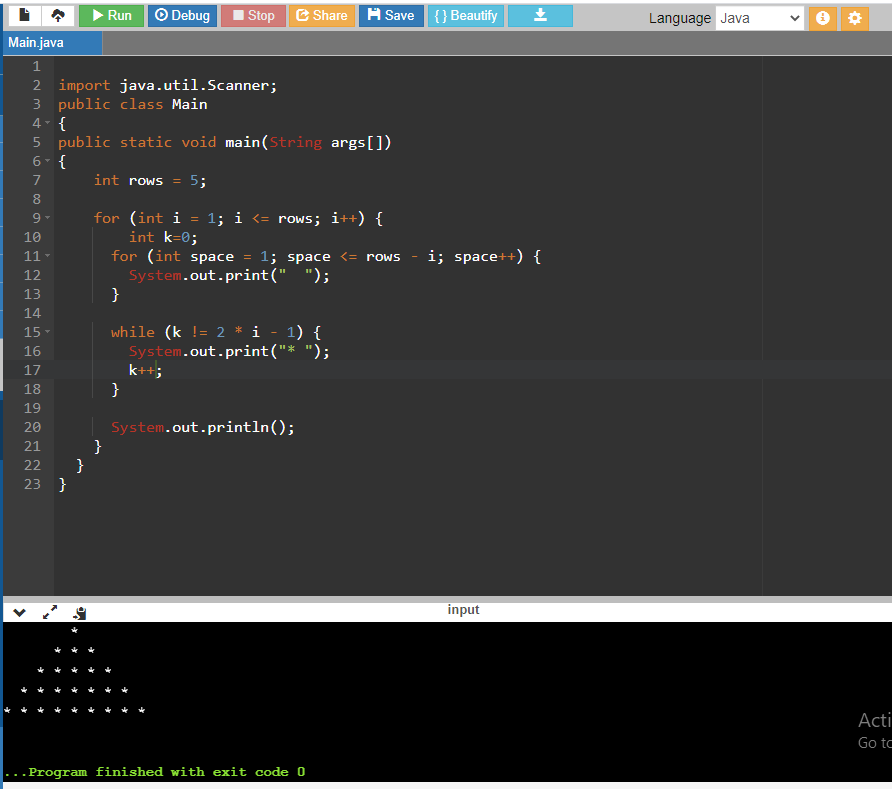 Run Debug Stop Share Save { } Beautify Language Java
Main.java
1
2 import java.util.Scanner;
3 public class Main
4 {
5 public static void main(String args[])
6 {
7     int rows = 5;
8
9     for (int i = 1; i <= rows; i++) {
10         int k=0;
11       for (int space = 1; space <= rows - i; space++) {
12         System.out.print("  ");
13       }
14
15       while (k != 2 * i - 1) {
16         System.out.print("* ");
17         k++;
18       }
19
20       System.out.println();
21     }
22   }
23 }
input
        *
      * * *
    * * * * *
  * * * * * * *
* * * * * * * * *
...Program finished with exit code 0
Acti
Go to